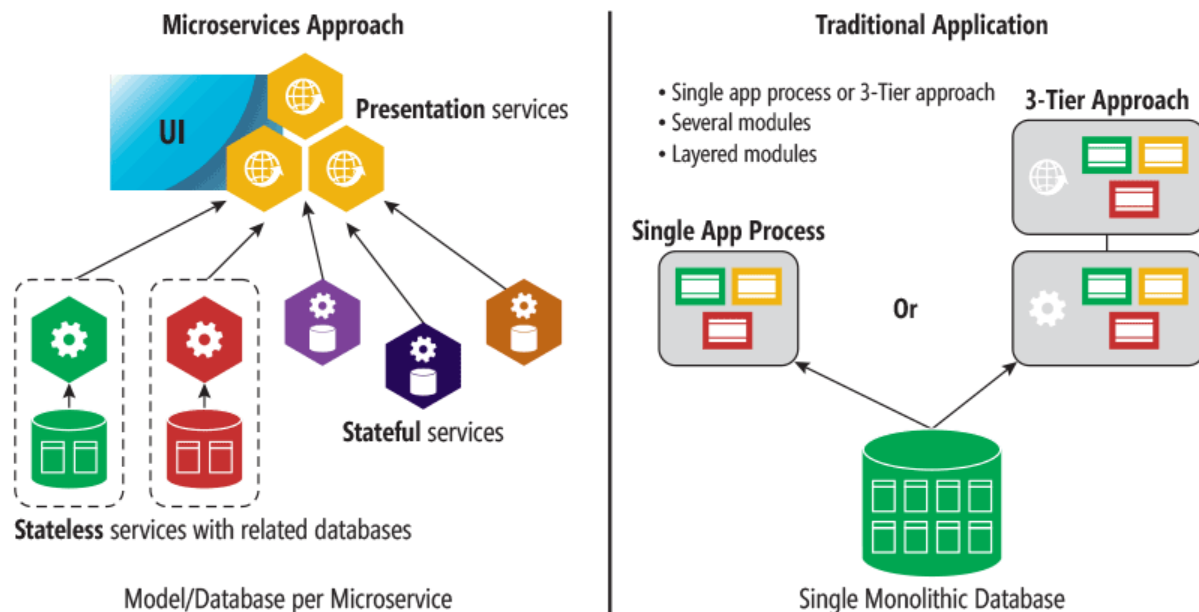 Microservices Approach
UI
Presentation services
Stateful services
Stateless services with related databases
Model/Database per Microservice
Traditional Application
• Single app process or 3-Tier approach
• Several modules
• Layered modules
3-Tier Approach
Single App Process
Or
Single Monolithic Database